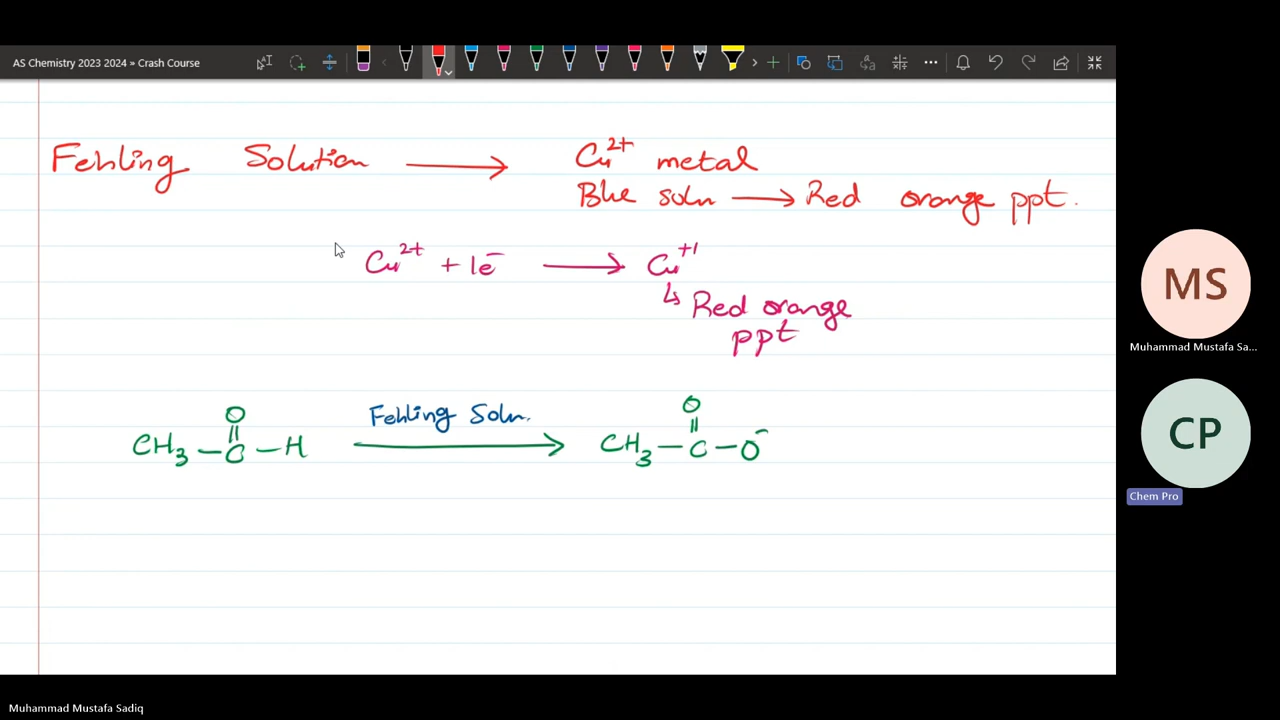 AS Chemistry 2023 2024 » Crash Course
Fehling Solution ⟶ Cu²⁺ metal
Blue soln ⟶ Red orange ppt.
Cu²⁺ + 1e⁻ ⟶ Cu⁺¹
↳ Red orange
ppt
MS
Muhammad Mustafa Sa...
O O
Fehling Soln.
CH₃ — C — H ⟶ CH₃ — C — O⁻
CP
Chem Pro
Muhammad Mustafa Sadiq